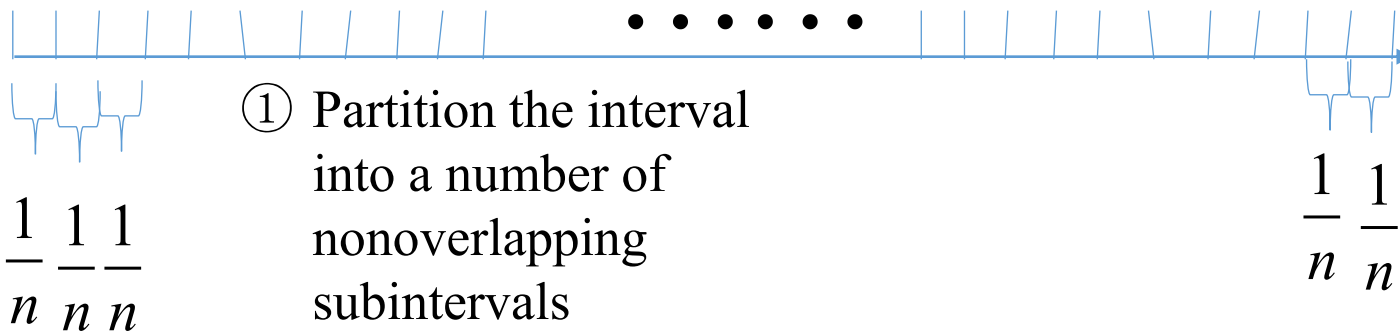 ① Partition the interval
into a number of
nonoverlapping
subintervals
1/n 1/n 1/n
1/n 1/n